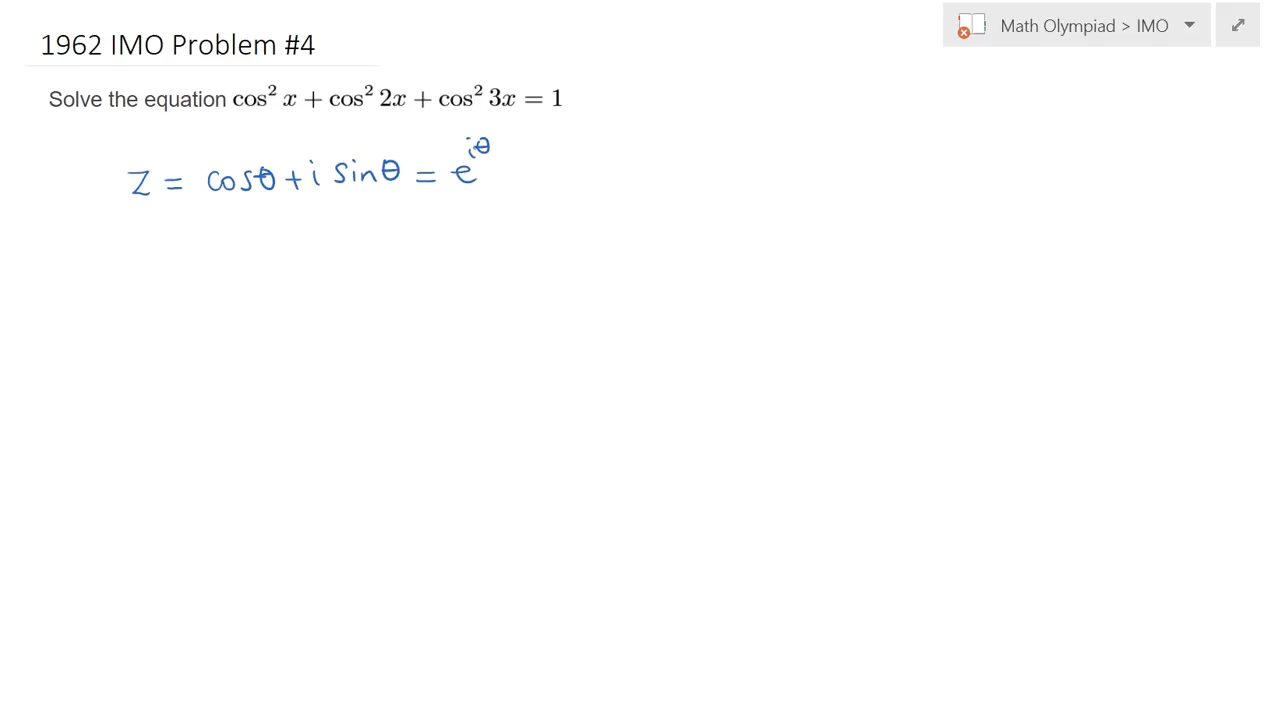 Math Olympiad > IMO
1962 IMO Problem #4
Solve the equation cos² x + cos² 2x + cos² 3x = 1
z = cosθ + i sinθ = e^{iθ}